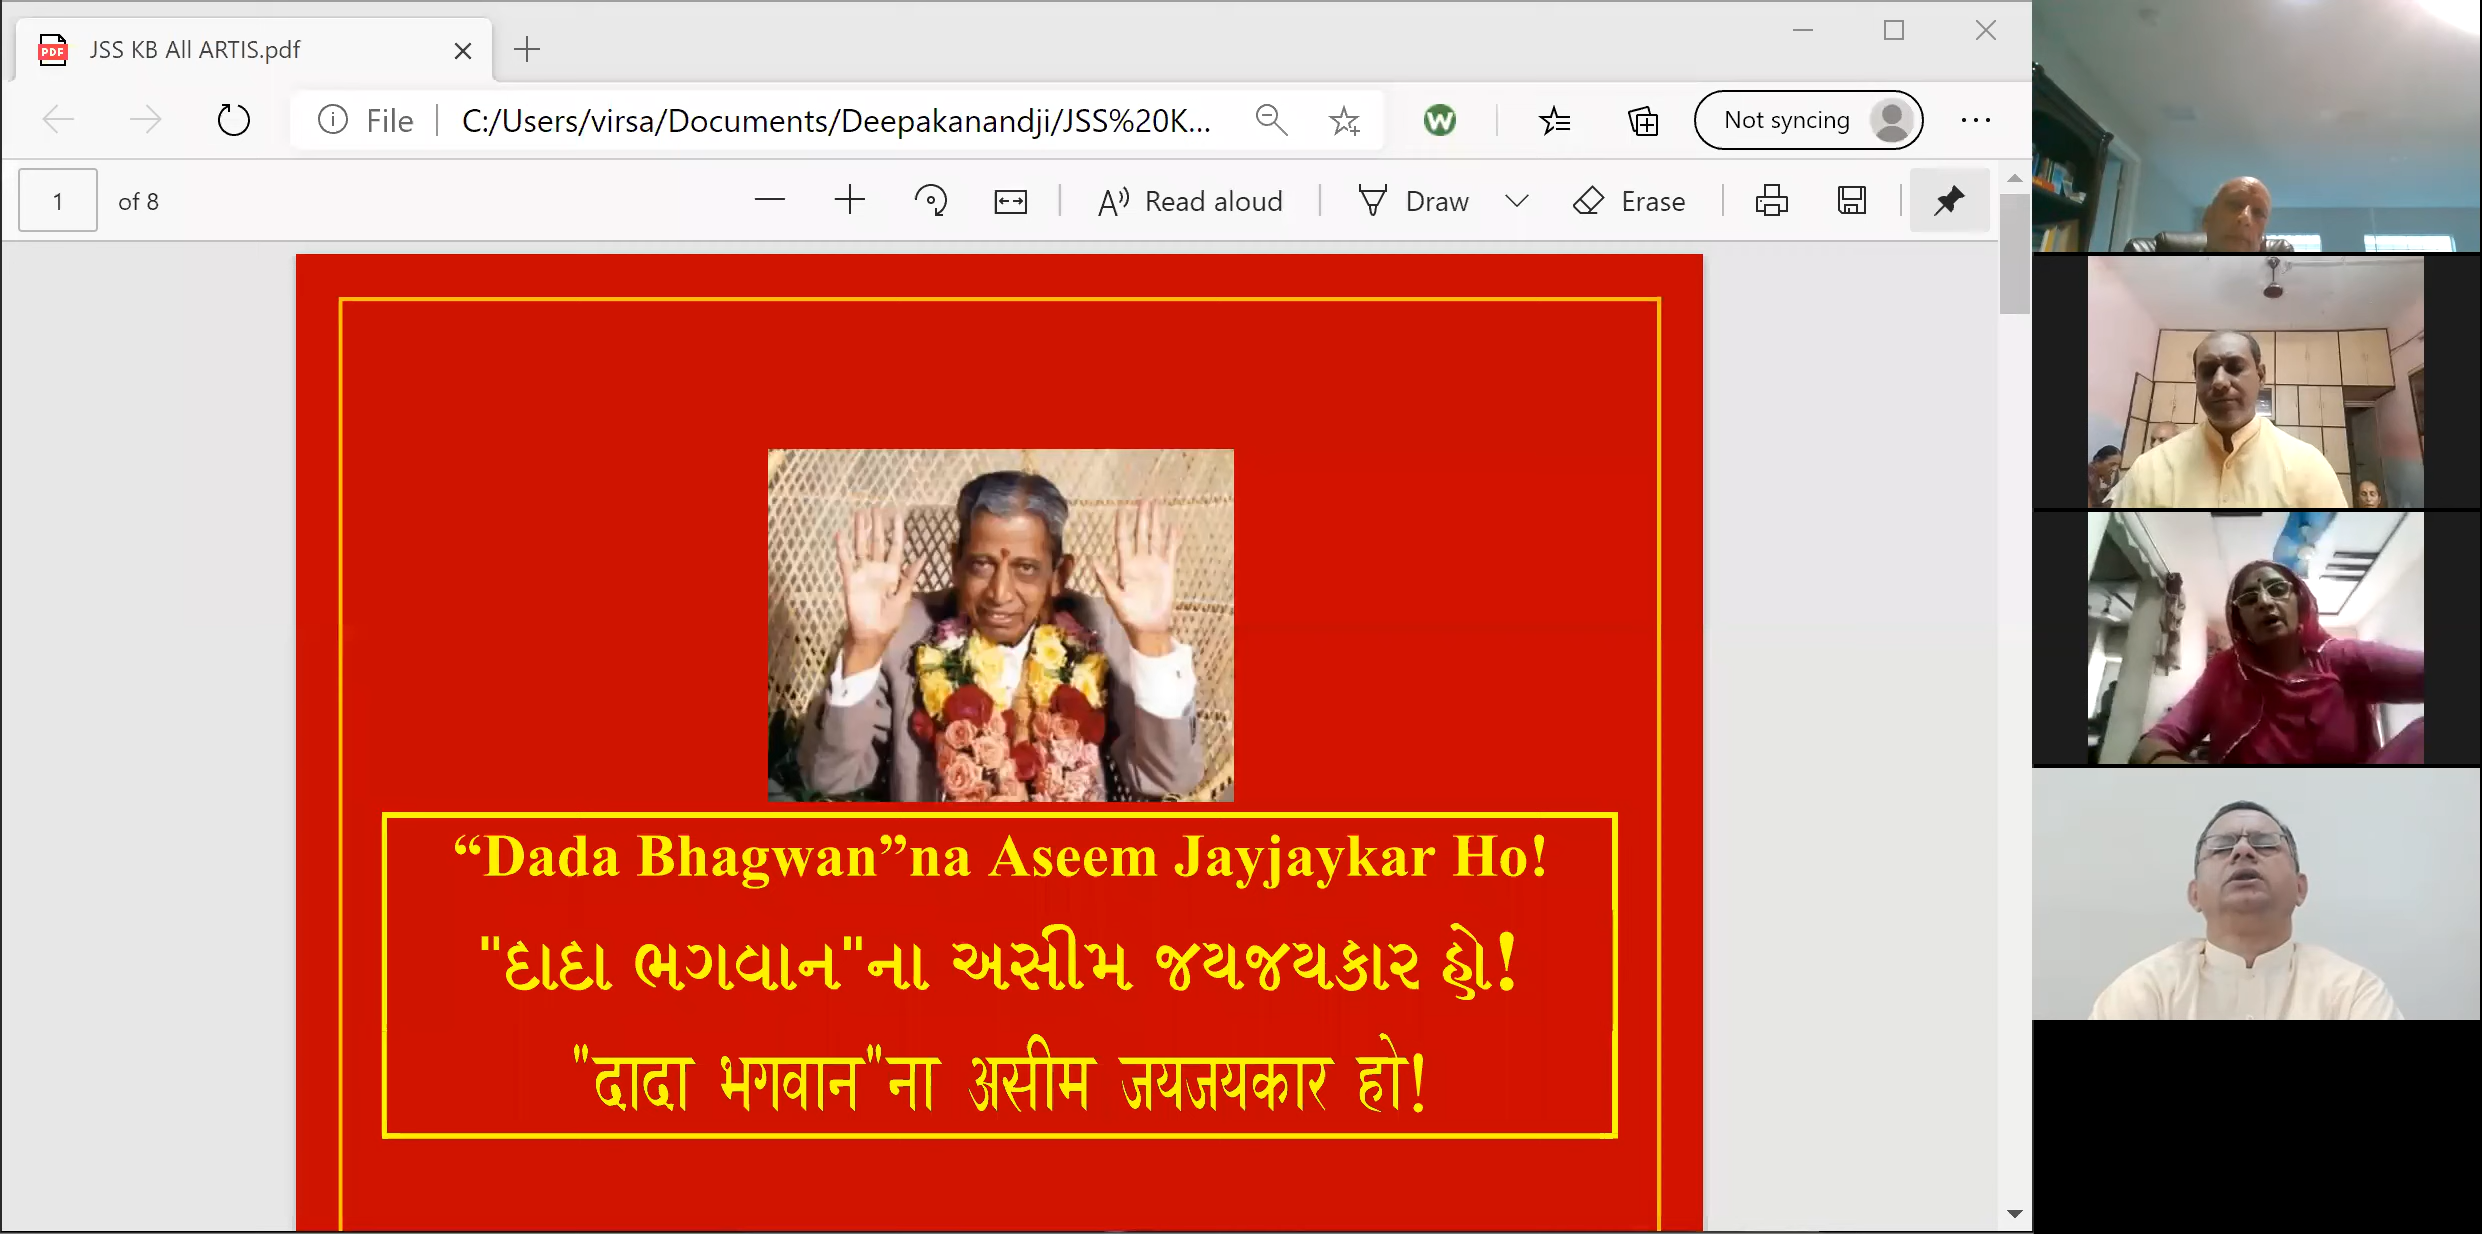 JSS KB All ARTIS.pdf
File
C:/Users/virsa/Documents/Deepakanandji/JSS%20K...
W
Not syncing
1 of 8
Read aloud
Draw
Erase
“Dada Bhagwan”na Aseem Jayjaykar Ho!
"દાદા ભગવાન"ના અસીમ જયજયકાર હો!
"दादा भगवान"ना असीम जयजयकार हो!